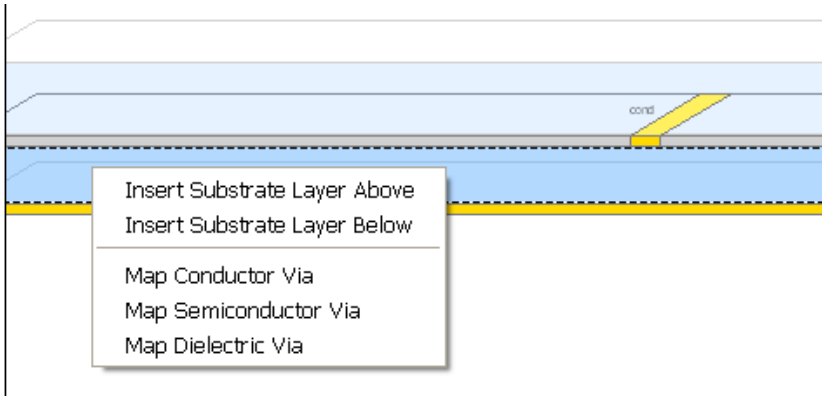 cond
Insert Substrate Layer Above
Insert Substrate Layer Below
Map Conductor Via
Map Semiconductor Via
Map Dielectric Via